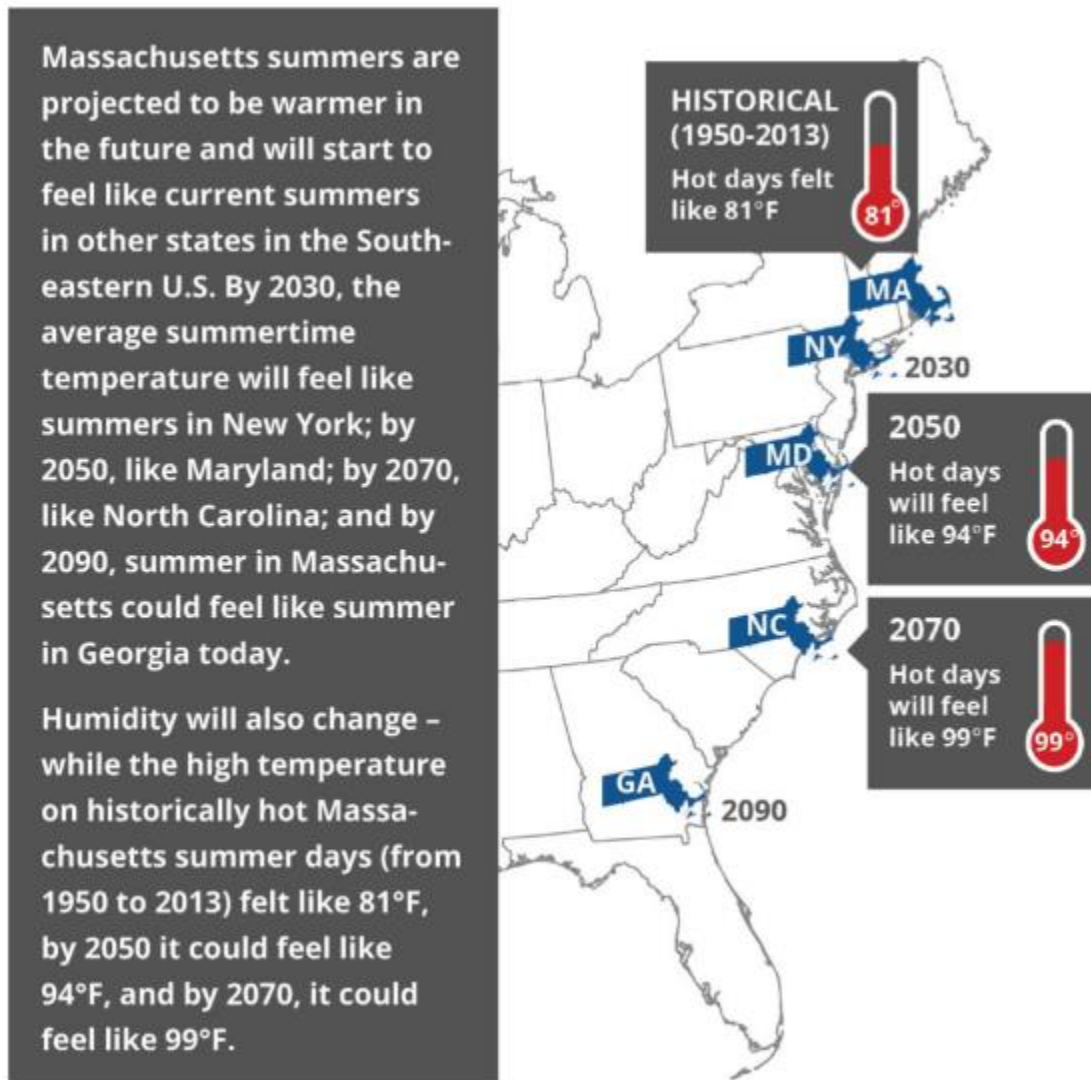 Massachusetts summers are
projected to be warmer in
the future and will start to
feel like current summers
in other states in the South-
eastern U.S. By 2030, the
average summertime
temperature will feel like
summers in New York; by
2050, like Maryland; by 2070,
like North Carolina; and by
2090, summer in Massachu-
setts could feel like summer
in Georgia today.
Humidity will also change –
while the high temperature
on historically hot Massa-
chusetts summer days (from
1950 to 2013) felt like 81°F,
by 2050 it could feel like
94°F, and by 2070, it could
feel like 99°F.
HISTORICAL
(1950-2013)
Hot days felt
like 81°F
81°
MA
NY
2030
MD
2050
Hot days
will feel
like 94°F
94°
NC
2070
Hot days
will feel
like 99°F
99°
GA
2090